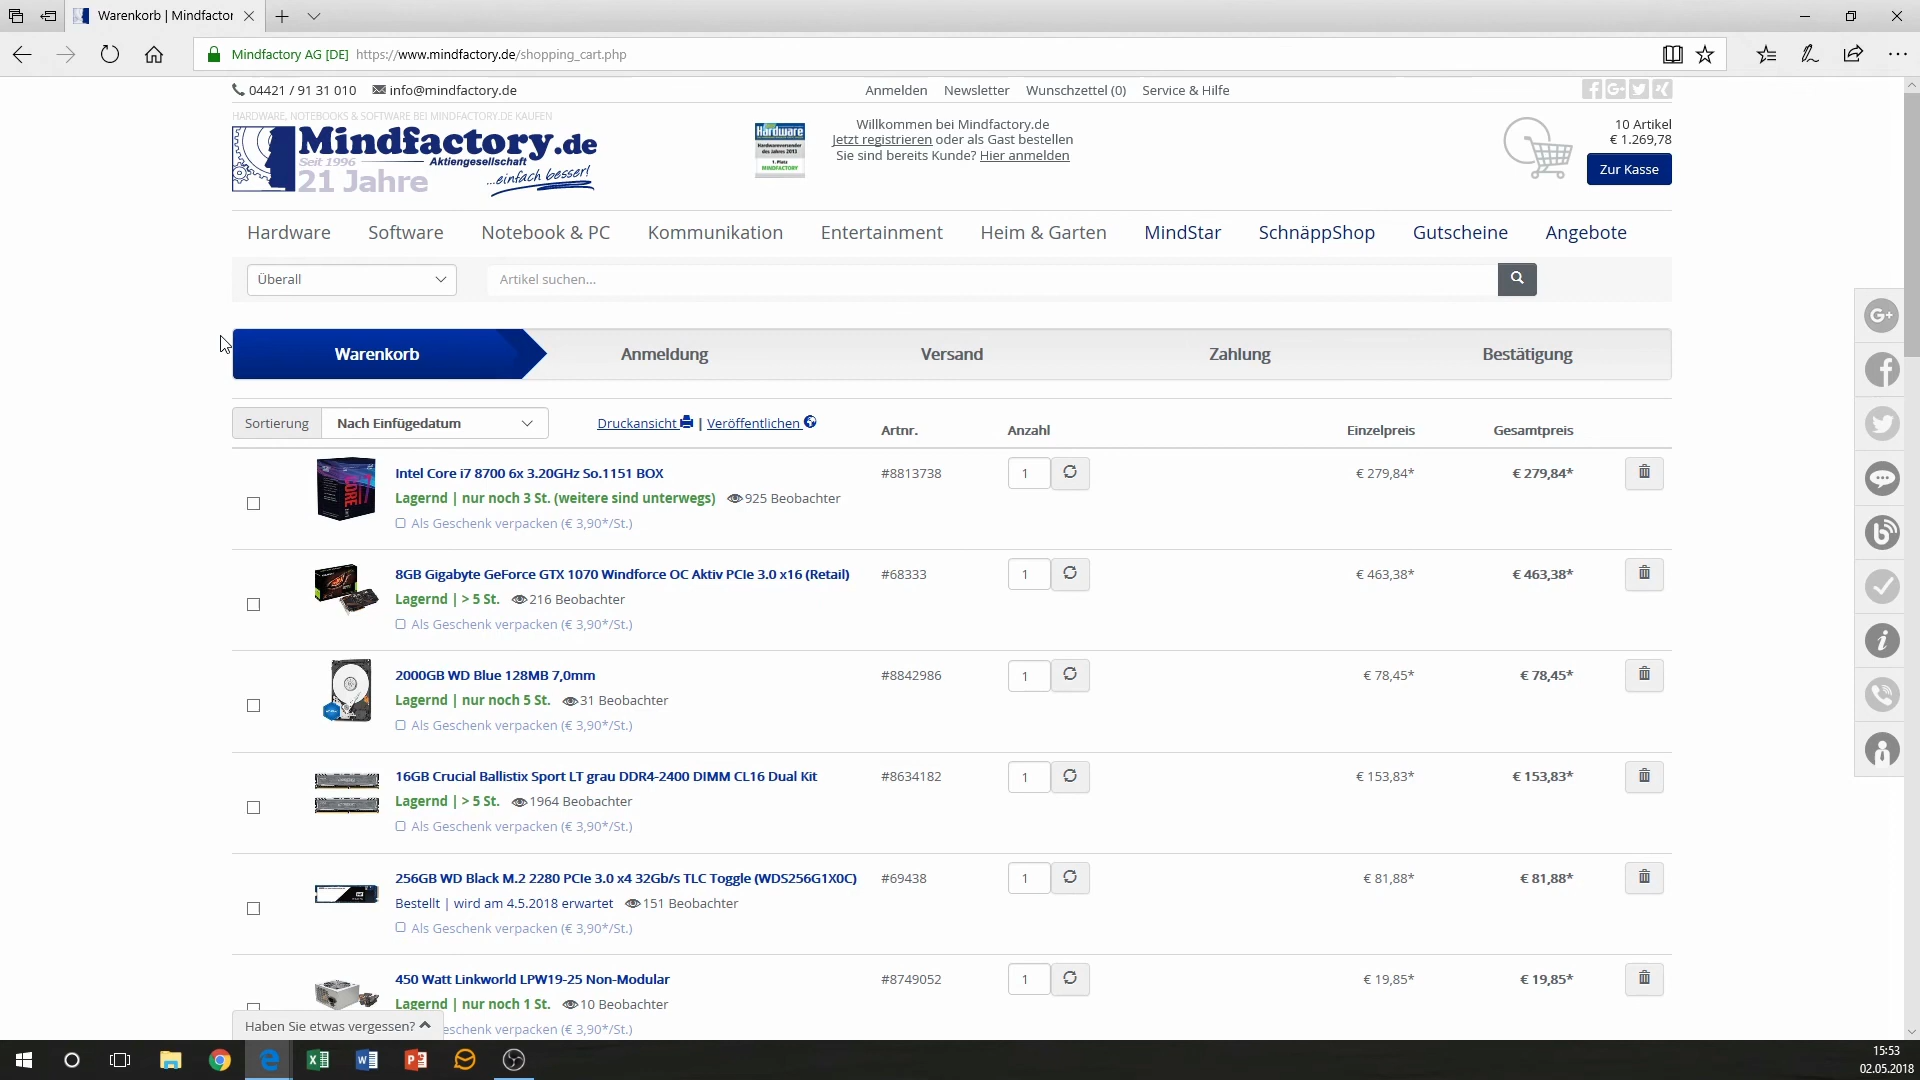 Warenkorb | Mindfactor
Mindfactory AG [DE] https://www.mindfactory.de/shopping_cart.php
04421 / 91 31 010 info@mindfactory.de Anmelden Newsletter Wunschzettel (0) Service & Hilfe
HARDWARE, NOTEBOOKS & SOFTWARE BEI MINDFACTORY.DE KAUFEN
Mindfactory.de
Seit 1996 Aktiengesellschaft
21 Jahre ...einfach besser!
Hardware
Hardwareversender
des Jahres 2013
1. Platz
MINDFACTORY
Willkommen bei Mindfactory.de
Jetzt registrieren oder als Gast bestellen
Sie sind bereits Kunde? Hier anmelden
10 Artikel
€ 1.269,78
Zur Kasse
Hardware Software Notebook & PC Kommunikation Entertainment Heim & Garten MindStar SchnäppShop Gutscheine Angebote
Überall Artikel suchen...
Warenkorb Anmeldung Versand Zahlung Bestätigung
Sortierung Nach Einfügedatum Druckansicht | Veröffentlichen Artnr. Anzahl Einzelpreis Gesamtpreis
Intel Core i7 8700 6x 3.20GHz So.1151 BOX #8813738 1 € 279,84* € 279,84*
Lagernd | nur noch 3 St. (weitere sind unterwegs) 925 Beobachter
Als Geschenk verpacken (€ 3,90*/St.)
8GB Gigabyte GeForce GTX 1070 Windforce OC Aktiv PCIe 3.0 x16 (Retail) #68333 1 € 463,38* € 463,38*
Lagernd | > 5 St. 216 Beobachter
Als Geschenk verpacken (€ 3,90*/St.)
2000GB WD Blue 128MB 7,0mm #8842986 1 € 78,45* € 78,45*
Lagernd | nur noch 5 St. 31 Beobachter
Als Geschenk verpacken (€ 3,90*/St.)
16GB Crucial Ballistix Sport LT grau DDR4-2400 DIMM CL16 Dual Kit #8634182 1 € 153,83* € 153,83*
Lagernd | > 5 St. 1964 Beobachter
Als Geschenk verpacken (€ 3,90*/St.)
256GB WD Black M.2 2280 PCIe 3.0 x4 32Gb/s TLC Toggle (WDS256G1X0C) #69438 1 € 81,88* € 81,88*
Bestellt | wird am 4.5.2018 erwartet 151 Beobachter
Als Geschenk verpacken (€ 3,90*/St.)
450 Watt Linkworld LPW19-25 Non-Modular #8749052 1 € 19,85* € 19,85*
Lagernd | nur noch 1 St. 10 Beobachter
Haben Sie etwas vergessen? eschenk verpacken (€ 3,90*/St.)
15:53
02.05.2018